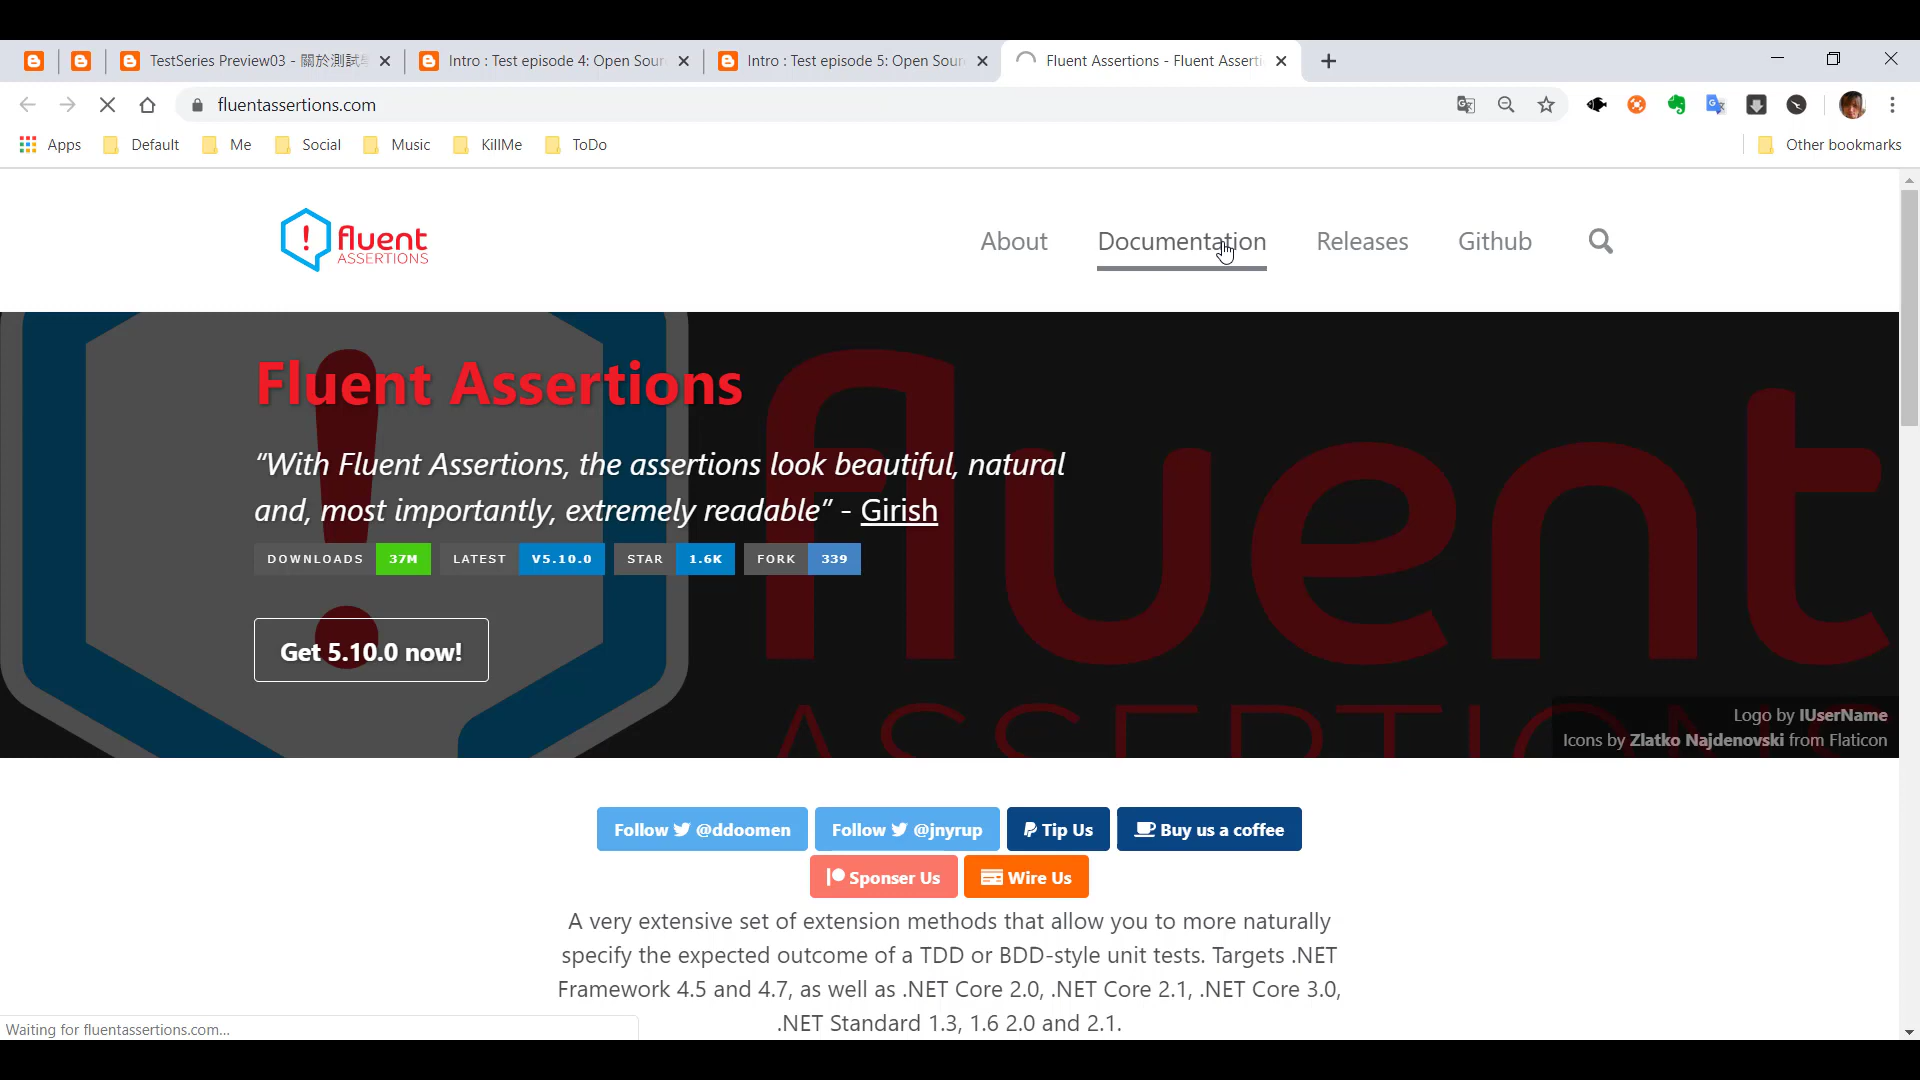 TestSeries Preview03 - 關於測試
Intro : Test episode 4: Open Sour
Intro : Test episode 5: Open Sour
Fluent Assertions - Fluent Asserti
fluentassertions.com
Apps
Default
Me
Social
Music
KillMe
ToDo
Other bookmarks
! fluent
ASSERTIONS
About
Documentation
Releases
Github
fluent
ASSERTIONS
Fluent Assertions
“With Fluent Assertions, the assertions look beautiful, natural
and, most importantly, extremely readable” - Girish
DOWNLOADS 37M LATEST V5.10.0 STAR 1.6K FORK 339
Get 5.10.0 now!
Logo by IUserName
Icons by Zlatko Najdenovski from Flaticon
Follow @ddoomen Follow @jnyrup Tip Us Buy us a coffee
Sponser Us Wire Us
A very extensive set of extension methods that allow you to more naturally
specify the expected outcome of a TDD or BDD-style unit tests. Targets .NET
Framework 4.5 and 4.7, as well as .NET Core 2.0, .NET Core 2.1, .NET Core 3.0,
.NET Standard 1.3, 1.6 2.0 and 2.1.
Waiting for fluentassertions.com...